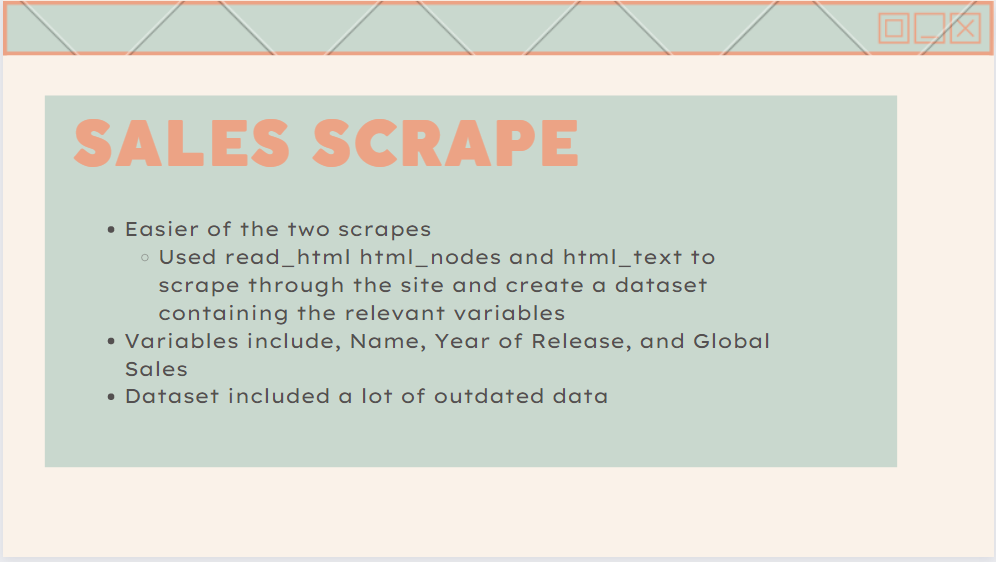 SALES SCRAPE
• Easier of the two scrapes
◦ Used read_html html_nodes and html_text to
scrape through the site and create a dataset
containing the relevant variables
• Variables include, Name, Year of Release, and Global
Sales
• Dataset included a lot of outdated data